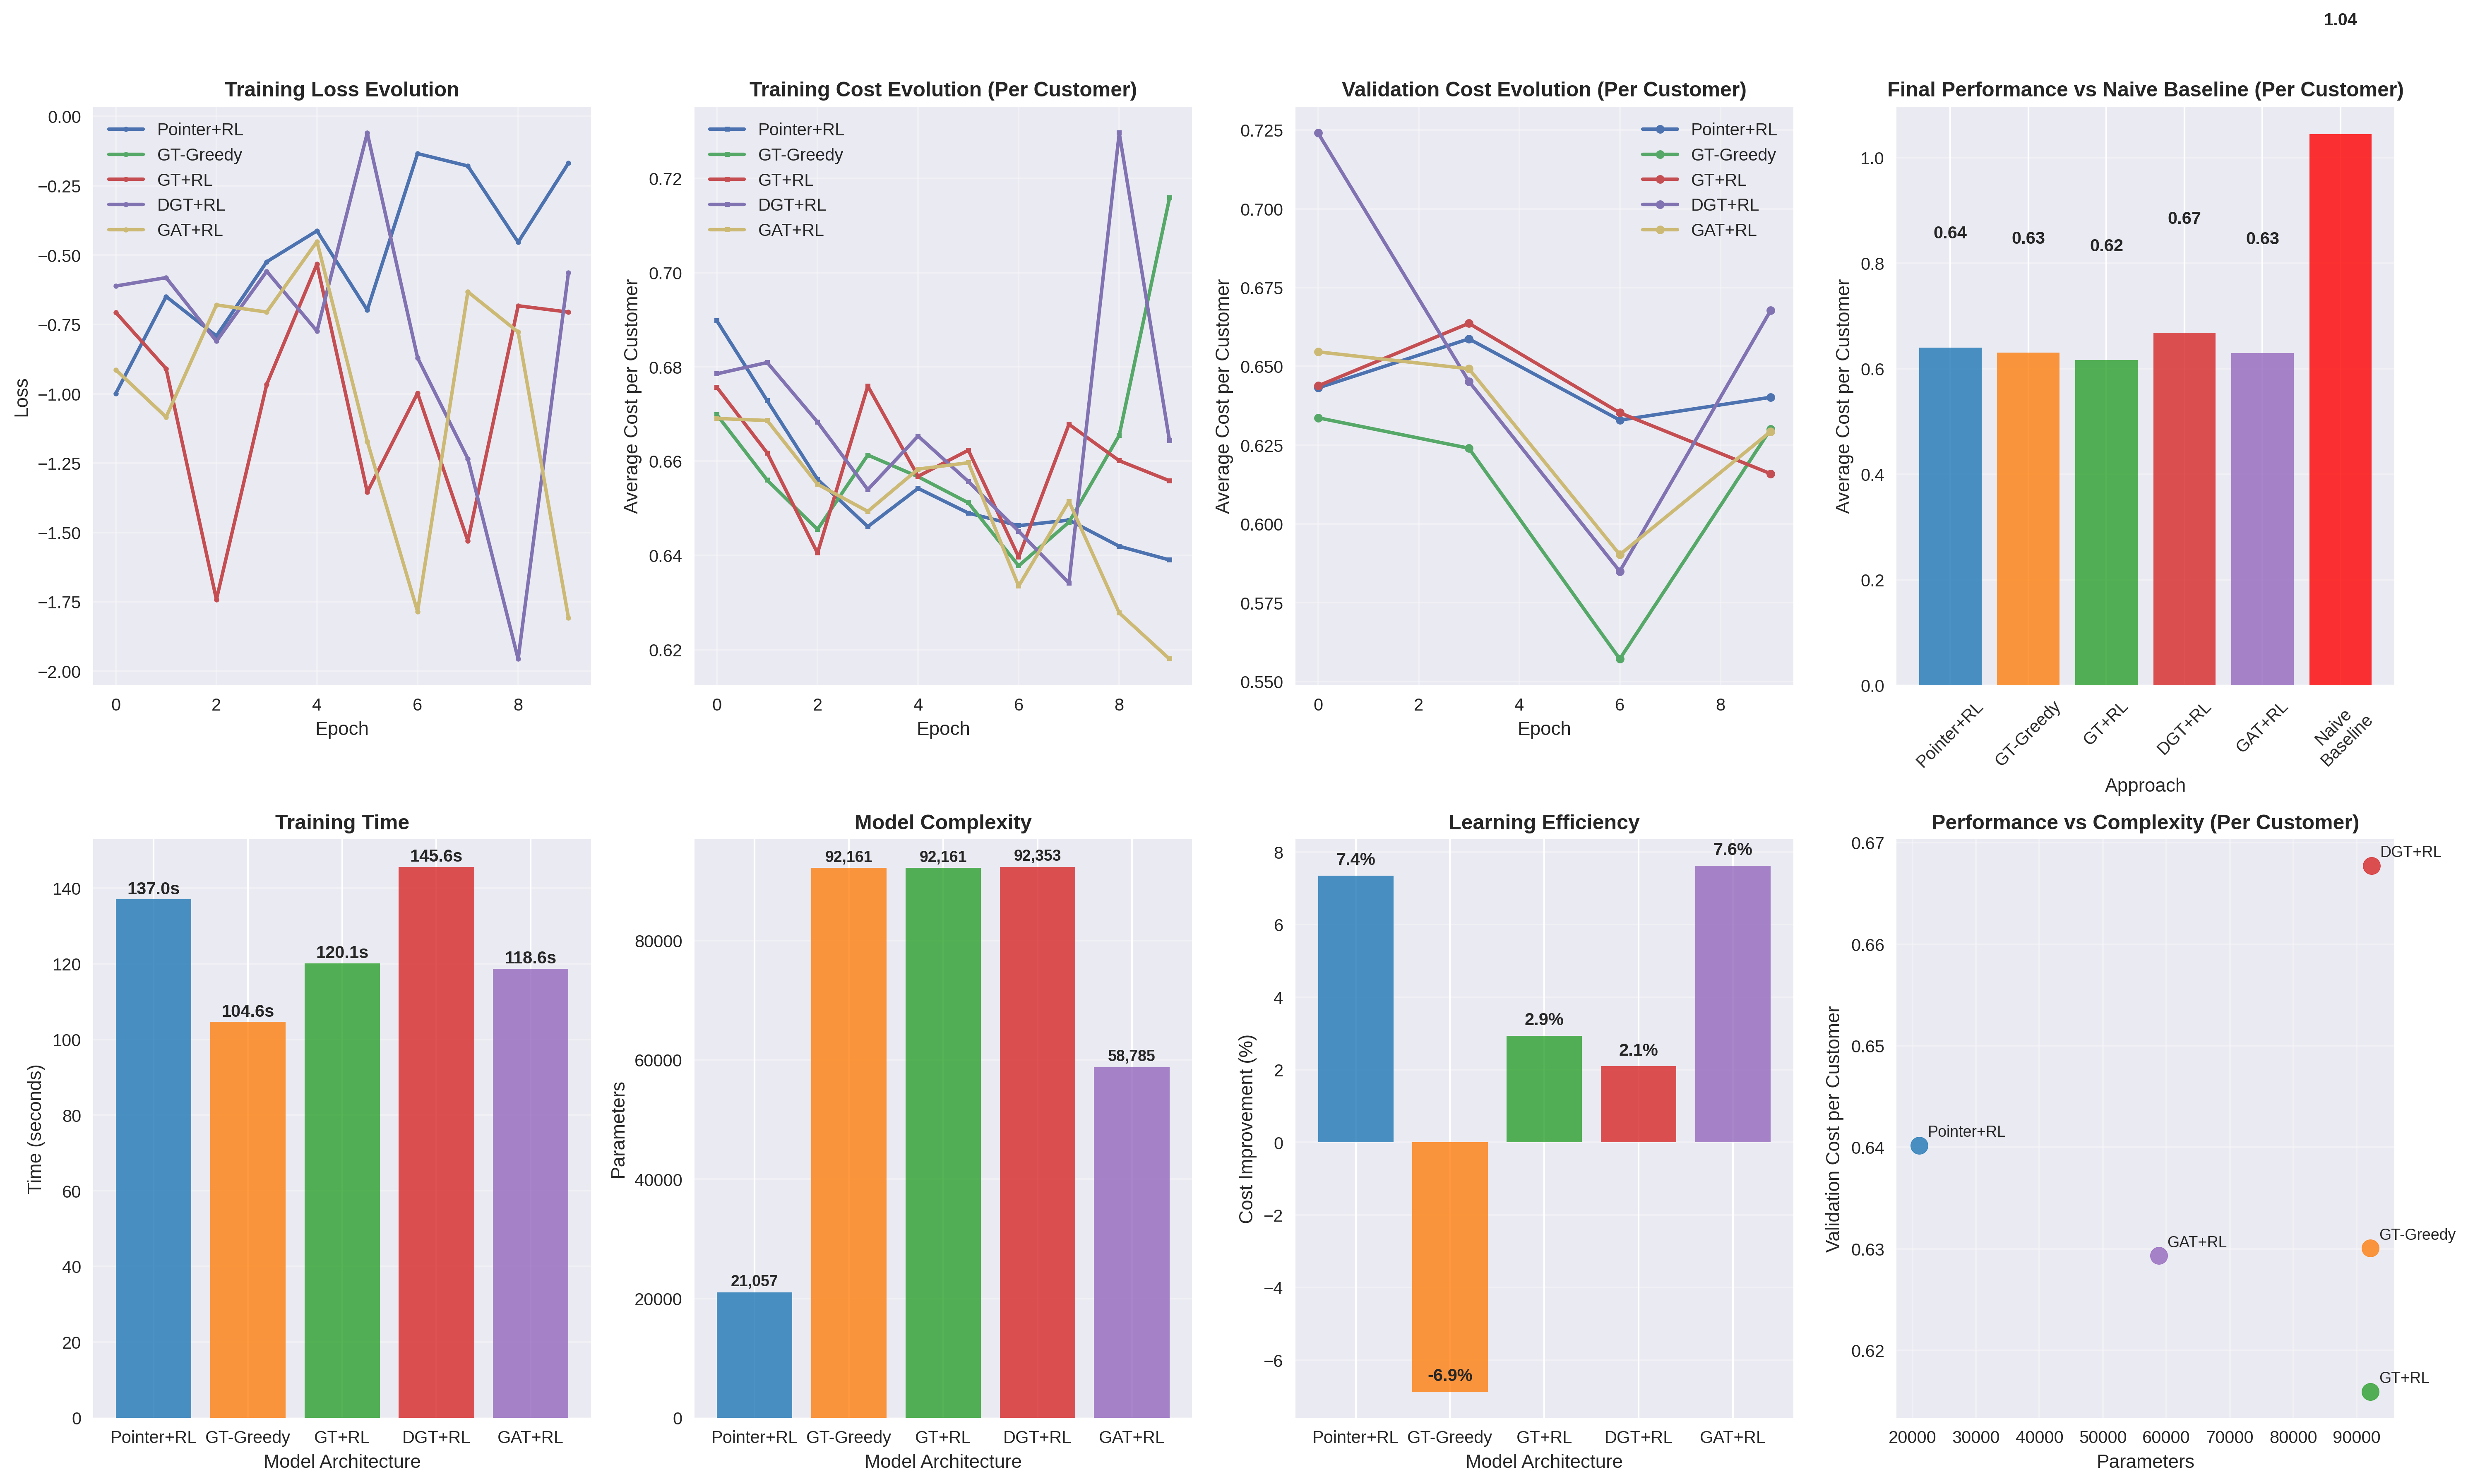 1.04
Training Loss Evolution
0.00
−0.25
−0.50
−0.75
−1.00
−1.25
−1.50
−1.75
−2.00
Loss
Pointer+RL
GT-Greedy
GT+RL
DGT+RL
GAT+RL
0 2 4 6 8
Epoch
Training Cost Evolution (Per Customer)
0.72
0.70
0.68
0.66
0.64
0.62
Average Cost per Customer
Pointer+RL
GT-Greedy
GT+RL
DGT+RL
GAT+RL
0 2 4 6 8
Epoch
Validation Cost Evolution (Per Customer)
0.725
0.700
0.675
0.650
0.625
0.600
0.575
0.550
Average Cost per Customer
Pointer+RL
GT-Greedy
GT+RL
DGT+RL
GAT+RL
0 2 4 6 8
Epoch
Final Performance vs Naive Baseline (Per Customer)
1.0
0.8
0.6
0.4
0.2
0.0
Average Cost per Customer
0.64 0.63 0.62 0.67 0.63
Pointer+RL GT-Greedy GT+RL DGT+RL GAT+RL Naive
Baseline
Approach
Training Time
140
120
100
80
60
40
20
0
Time (seconds)
137.0s 104.6s 120.1s 145.6s 118.6s
Pointer+RL GT-Greedy GT+RL DGT+RL GAT+RL
Model Architecture
Model Complexity
80000
60000
40000
20000
0
Parameters
21,057 92,161 92,161 92,353 58,785
Pointer+RL GT-Greedy GT+RL DGT+RL GAT+RL
Model Architecture
Learning Efficiency
8
6
4
2
0
−2
−4
−6
Cost Improvement (%)
7.4% -6.9% 2.9% 2.1% 7.6%
Pointer+RL GT-Greedy GT+RL DGT+RL GAT+RL
Model Architecture
Performance vs Complexity (Per Customer)
0.67
0.66
0.65
0.64
0.63
0.62
Validation Cost per Customer
DGT+RL
Pointer+RL
GT-Greedy
GAT+RL
GT+RL
20000 30000 40000 50000 60000 70000 80000 90000
Parameters